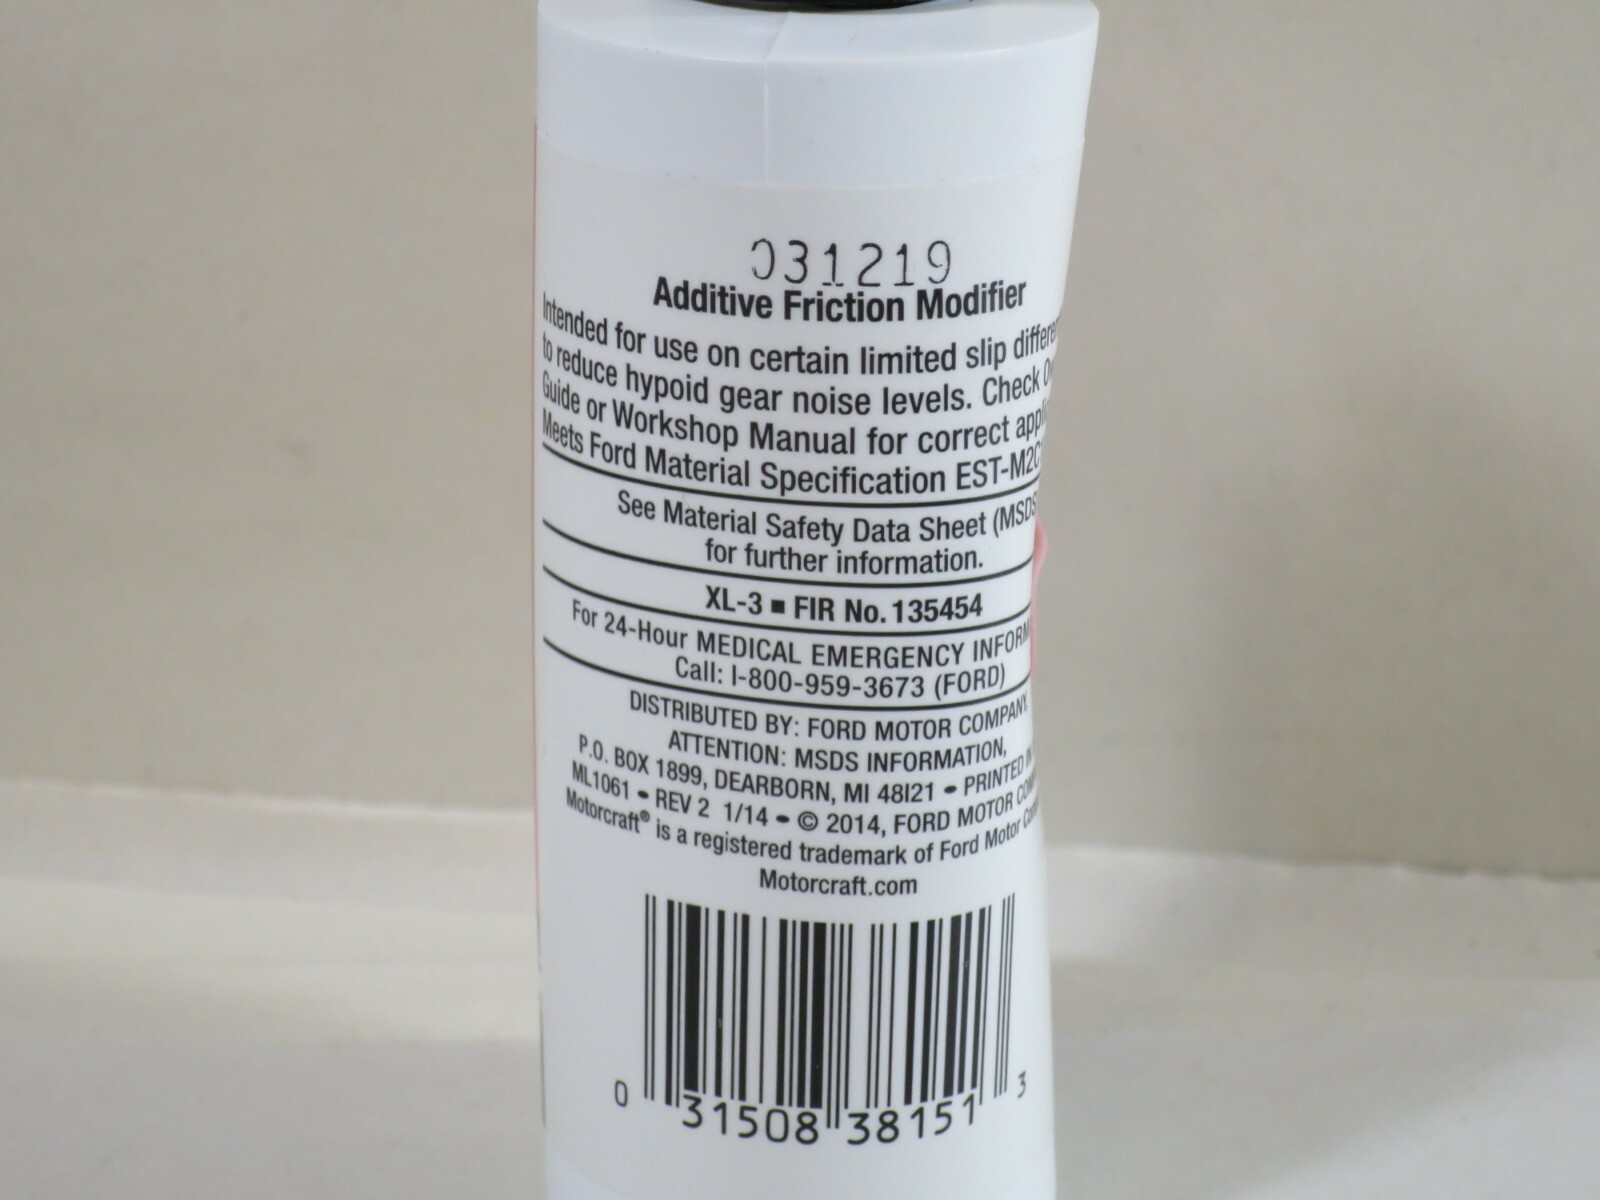 031219
Additive Friction Modifier
Intended for use on certain limited slip
to reduce hypoid gear noise levels. Check
Guide or Workshop Manual for correct
Meets Ford Material Specification
See Material Safety Data Sheet (MSDS
for further information.
XL-3 ■ FIR No. 135454
For 24-Hour MEDICAL EMERGENCY
Call: I-800-959-3673 (FORD)
DISTRIBUTED BY: FORD MOTOR COMPANY,
ATTENTION: MSDS INFORMATION,
P.O. BOX 1899, DEARBORN, MI 48I21 • PRINTED IN
ML1061 • REV 2 1/14 • © 2014, FORD MOTOR
Motorcraft® is a registered trademark of Ford Motor
Motorcraft.com
0 31508 38151 3